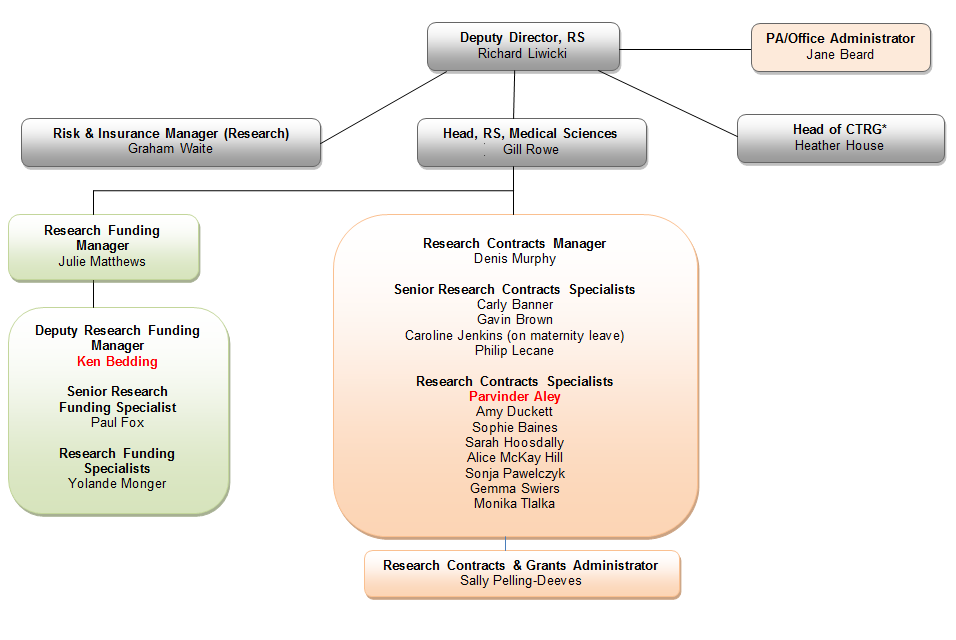 Deputy Director, RS
Richard Liwicki
PA/Office Administrator
Jane Beard
Risk & Insurance Manager (Research)
Graham Waite
Head, RS, Medical Sciences
Gill Rowe
Head of CTRG*
Heather House
Research Funding
Manager
Julie Matthews
Deputy Research Funding
Manager
Ken Bedding
Senior Research
Funding Specialist
Paul Fox
Research Funding
Specialists
Yolande Monger
Research Contracts Manager
Denis Murphy
Senior Research Contracts Specialists
Carly Banner
Gavin Brown
Caroline Jenkins (on maternity leave)
Philip Lecane
Research Contracts Specialists
Parvinder Aley
Amy Duckett
Sophie Baines
Sarah Hoosdally
Alice McKay Hill
Sonja Pawelczyk
Gemma Swiers
Monika Tlalka
Research Contracts & Grants Administrator
Sally Pelling-Deeves